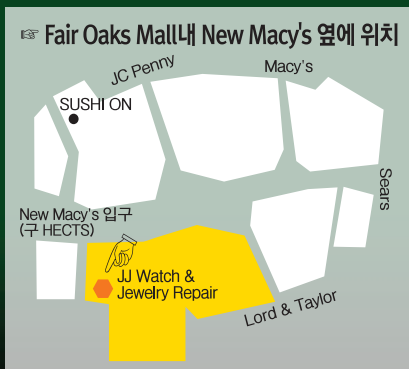 ☞ Fair Oaks Mall내 New Macy's 옆에 위치
JC Penny
Macy's
SUSHI ON
Sears
New Macy's 입구
(구 HECTS)
JJ Watch &
Jewelry Repair
Lord & Taylor